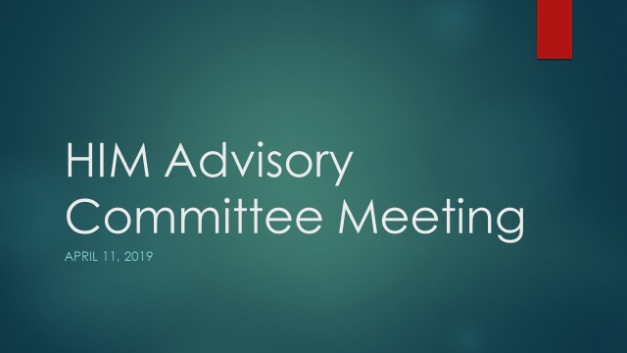 HIM Advisory
Committee Meeting
APRIL 11, 2019